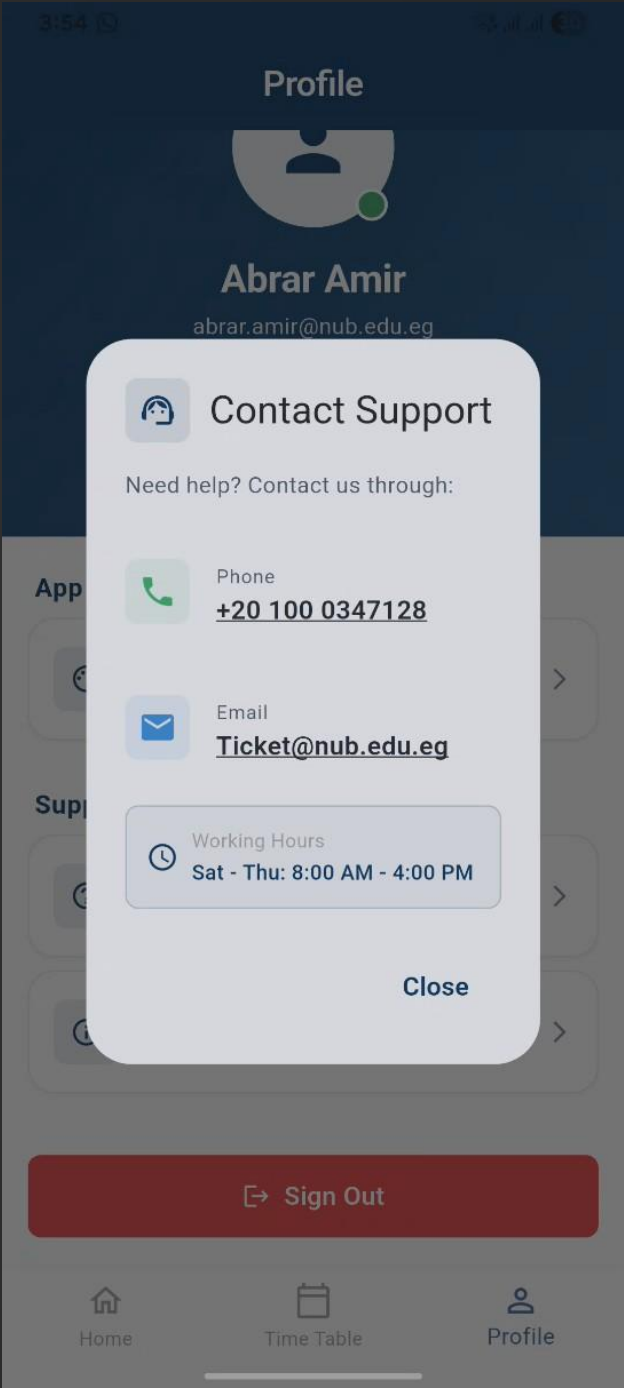 3:54
Profile
Abrar Amir
abrar.amir@nub.edu.eg
Contact Support
Need help? Contact us through:
Phone
+20 100 0347128
App
Email
Ticket@nub.edu.eg
Supp
Working Hours
Sat - Thu: 8:00 AM - 4:00 PM
Close
Sign Out
Home
Time Table
Profile